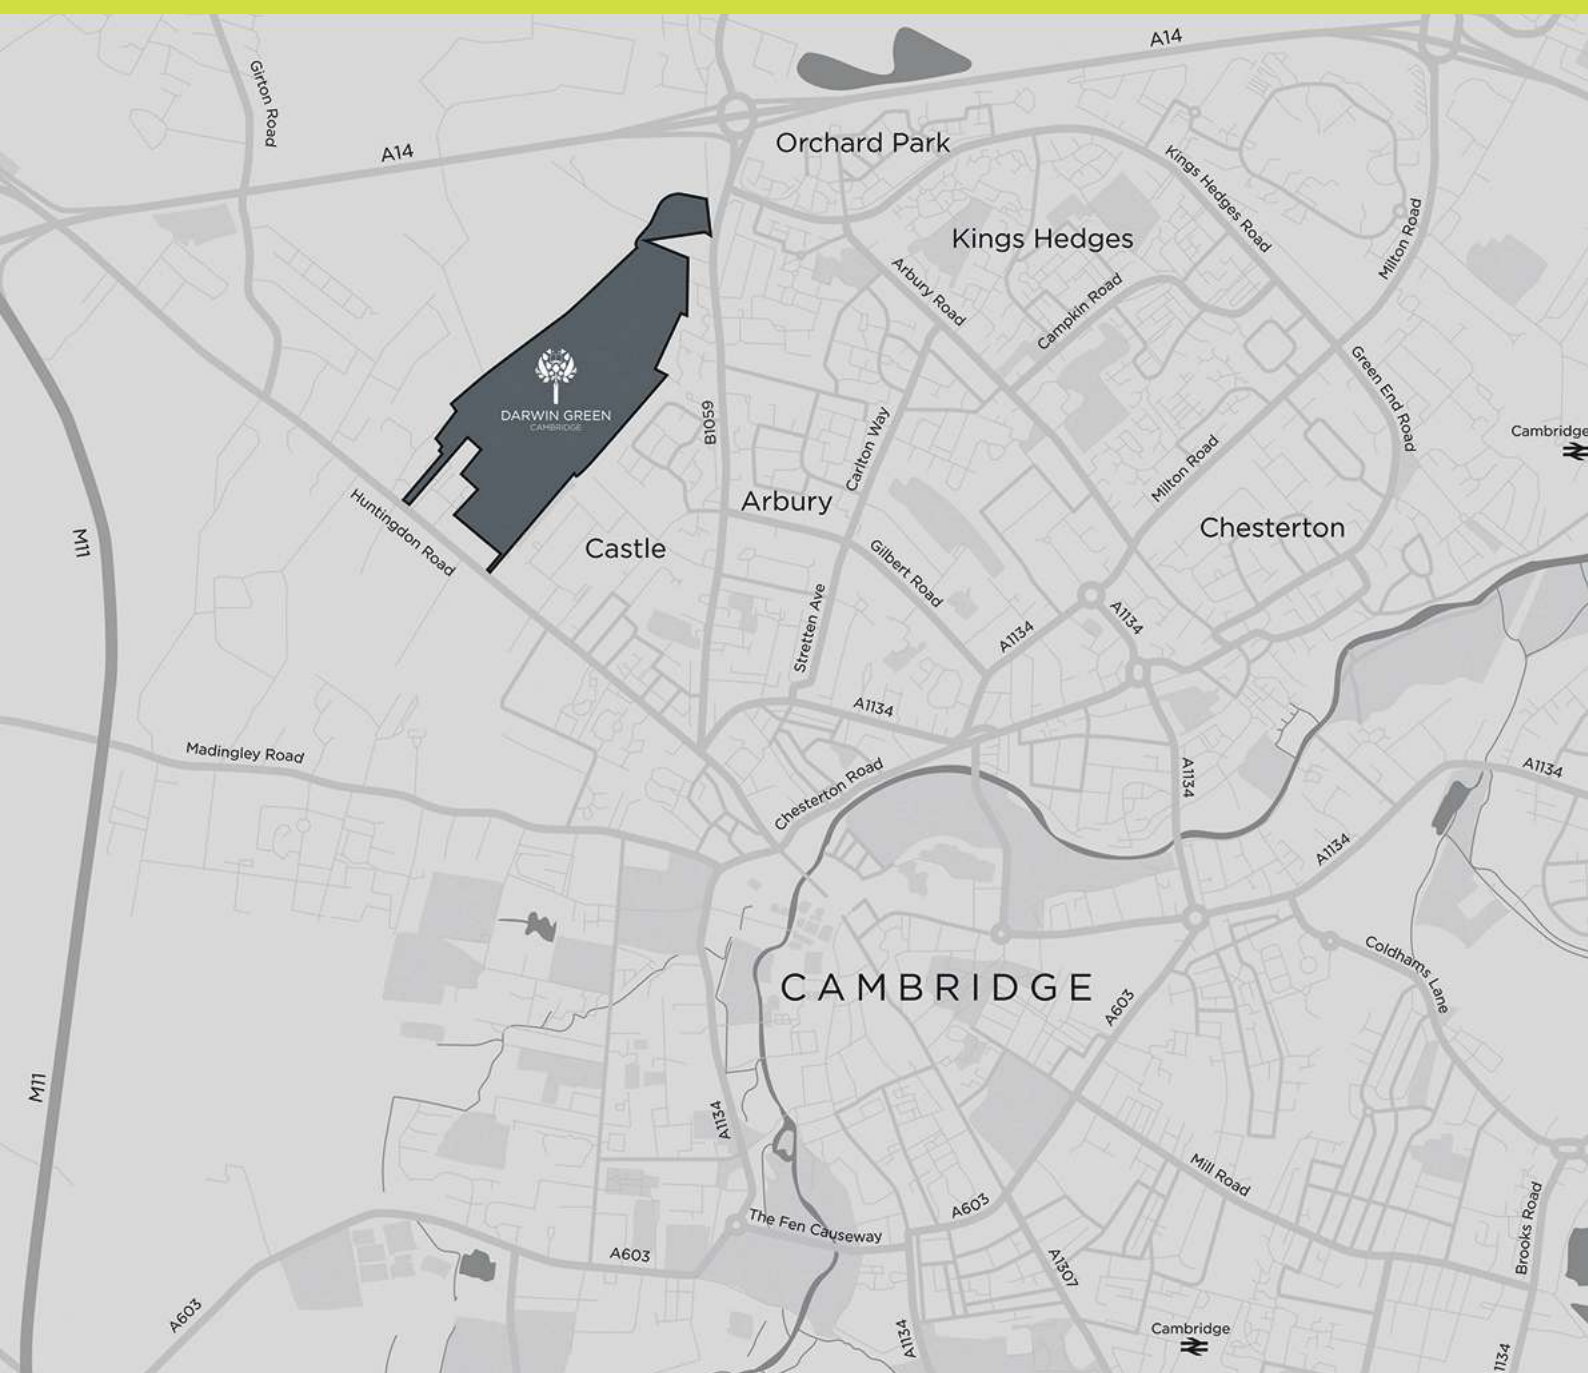 A14
Girton Road
A14
Orchard Park
Kings Hedges Road
Milton Road
Kings Hedges
Arbury Road
Campkin Road
Green End Road
DARWIN GREEN
CAMBRIDGE
B1059
Carlton Way
Cambridge
Milton Road
Huntingdon Road
Arbury
M11
Castle
Chesterton
Gilbert Road
Stretten Ave
A1134
A1134
A1134
Madingley Road
Chesterton Road
A1134
A1134
A1134
Coldhams Lane
CAMBRIDGE
A603
M11
A1134
Mill Road
A603
The Fen Causeway
Brooks Road
A603
A1307
A603
Cambridge
A1134
1134